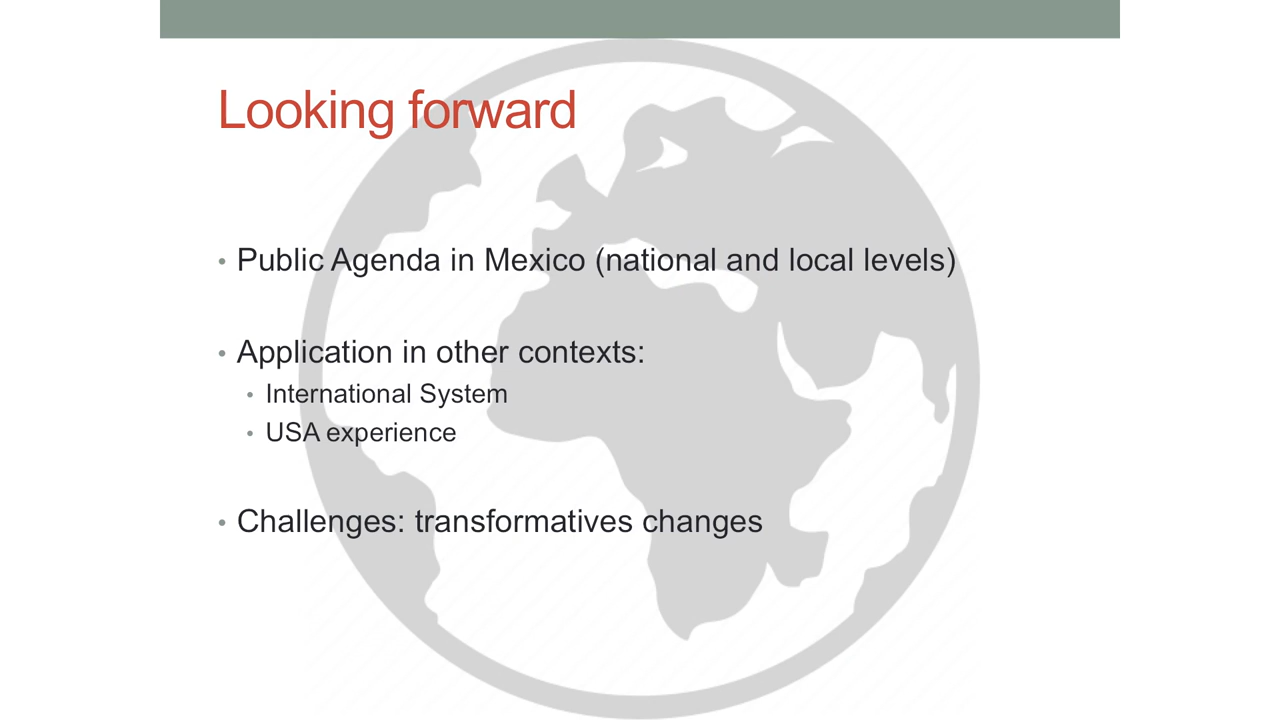 Looking forward
• Public Agenda in Mexico (national and local levels)
• Application in other contexts:
• International System
• USA experience
• Challenges: transformatives changes